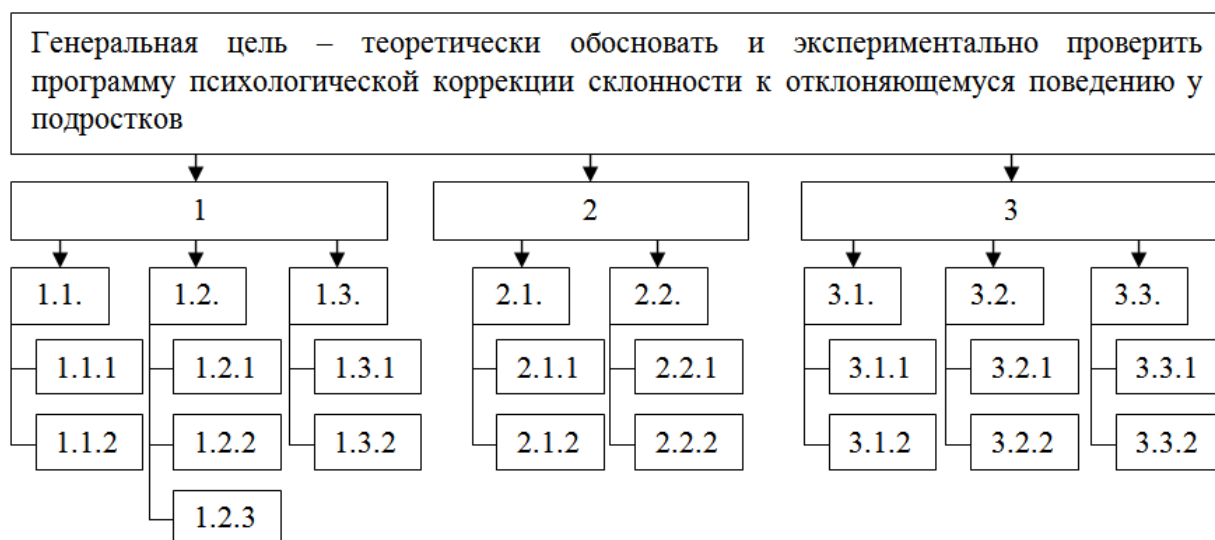 Генеральная цель – теоретически обосновать и экспериментально проверить
программу психологической коррекции склонности к отклоняющемуся поведению у
подростков
1 2 3
1.1. 1.2. 1.3. 2.1. 2.2. 3.1. 3.2. 3.3.
1.1.1 1.2.1 1.3.1 2.1.1 2.2.1 3.1.1 3.2.1 3.3.1
1.1.2 1.2.2 1.3.2 2.1.2 2.2.2 3.1.2 3.2.2 3.3.2
1.2.3